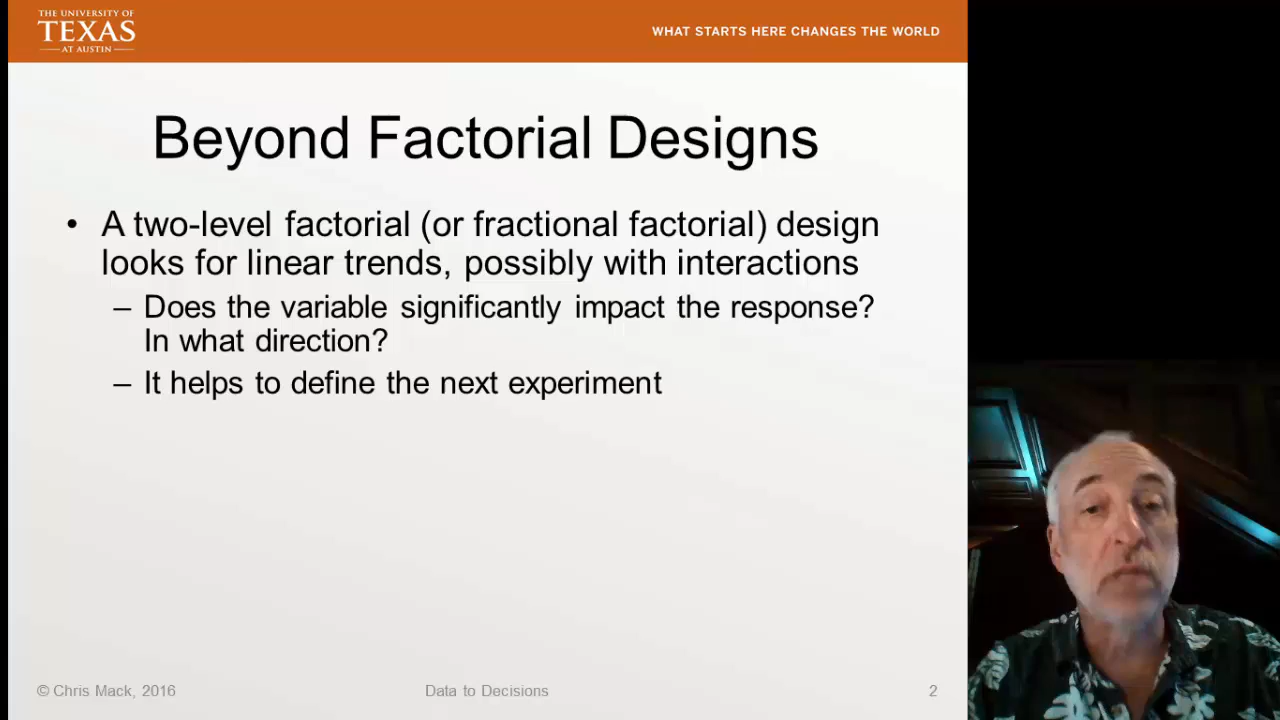 THE UNIVERSITY OF
TEXAS
AT AUSTIN
WHAT STARTS HERE CHANGES THE WORLD
Beyond Factorial Designs
• A two-level factorial (or fractional factorial) design
looks for linear trends, possibly with interactions
– Does the variable significantly impact the response?
In what direction?
– It helps to define the next experiment
© Chris Mack, 2016
Data to Decisions
2